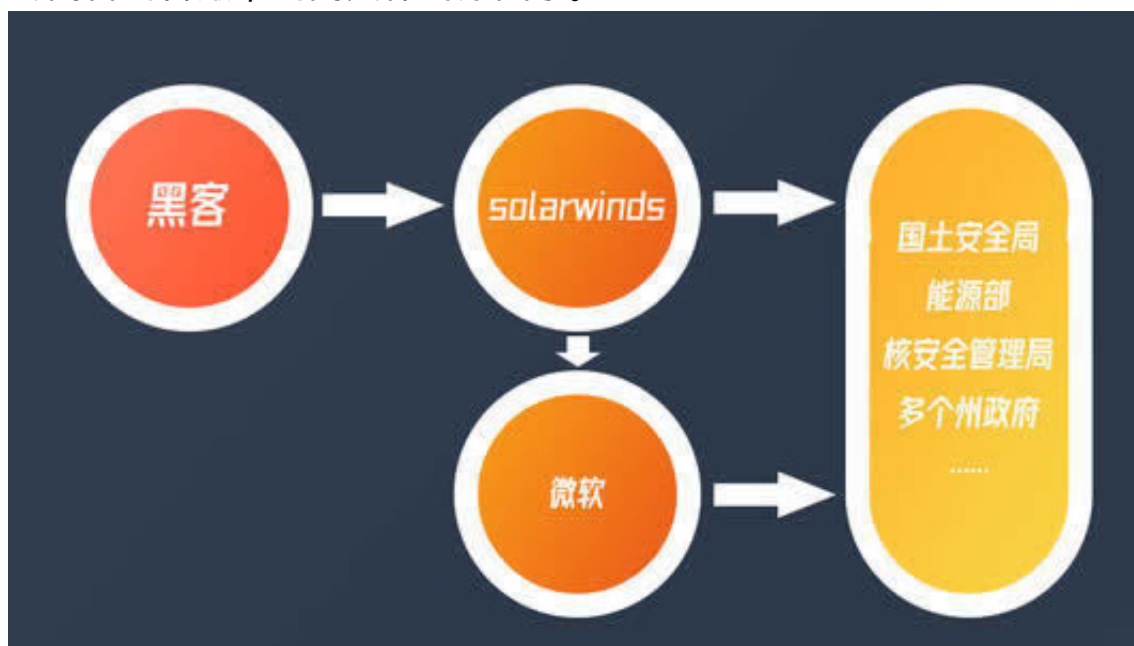 黑客
solarwinds
国土安全局
能源部
核安全管理局
多个州政府
......
微软